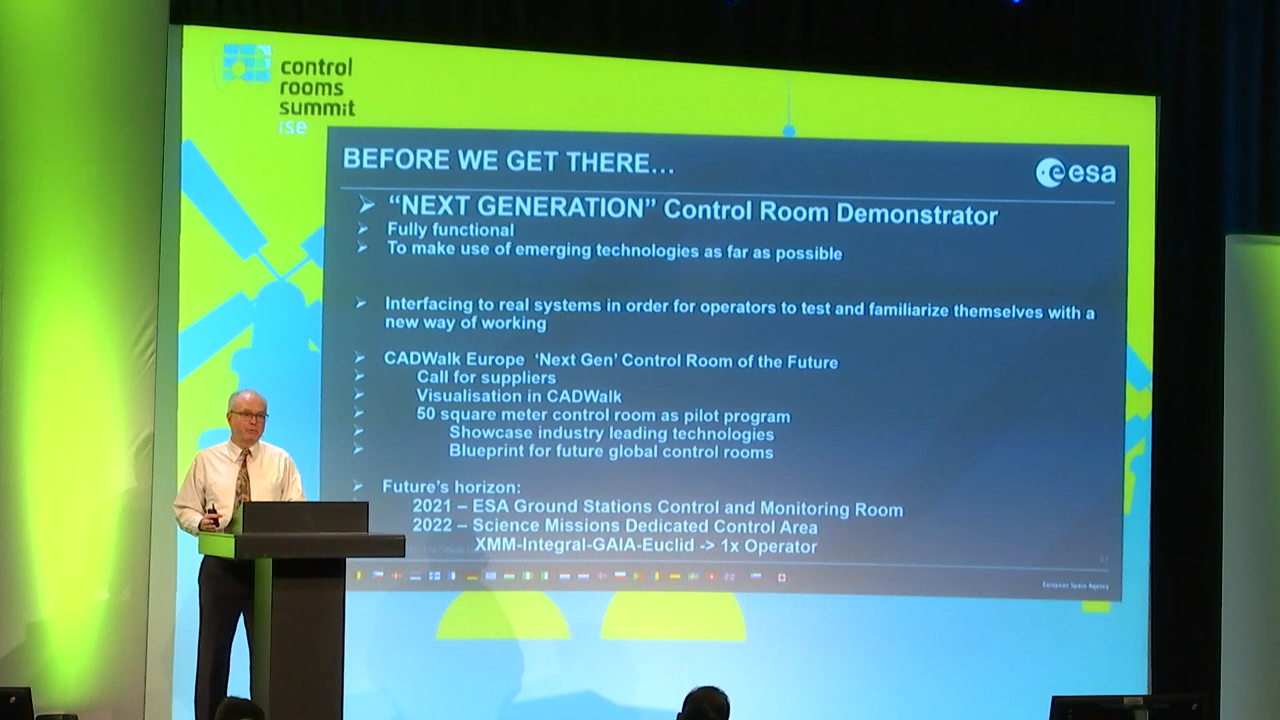 control
rooms
summit
ise
BEFORE WE GET THERE…
esa
“NEXT GENERATION” Control Room Demonstrator
Fully functional
To make use of emerging technologies as far as possible
Interfacing to real systems in order for operators to test and familiarize themselves with a
new way of working
CADWalk Europe ‘Next Gen’ Control Room of the Future
Call for suppliers
Visualisation in CADWalk
50 square meter control room as pilot program
Showcase industry leading technologies
Blueprint for future global control rooms
Future's horizon:
2021 – ESA Ground Stations Control and Monitoring Room
2022 – Science Missions Dedicated Control Area
XMM-Integral-GAIA-Euclid -> 1x Operator
European Space Agency